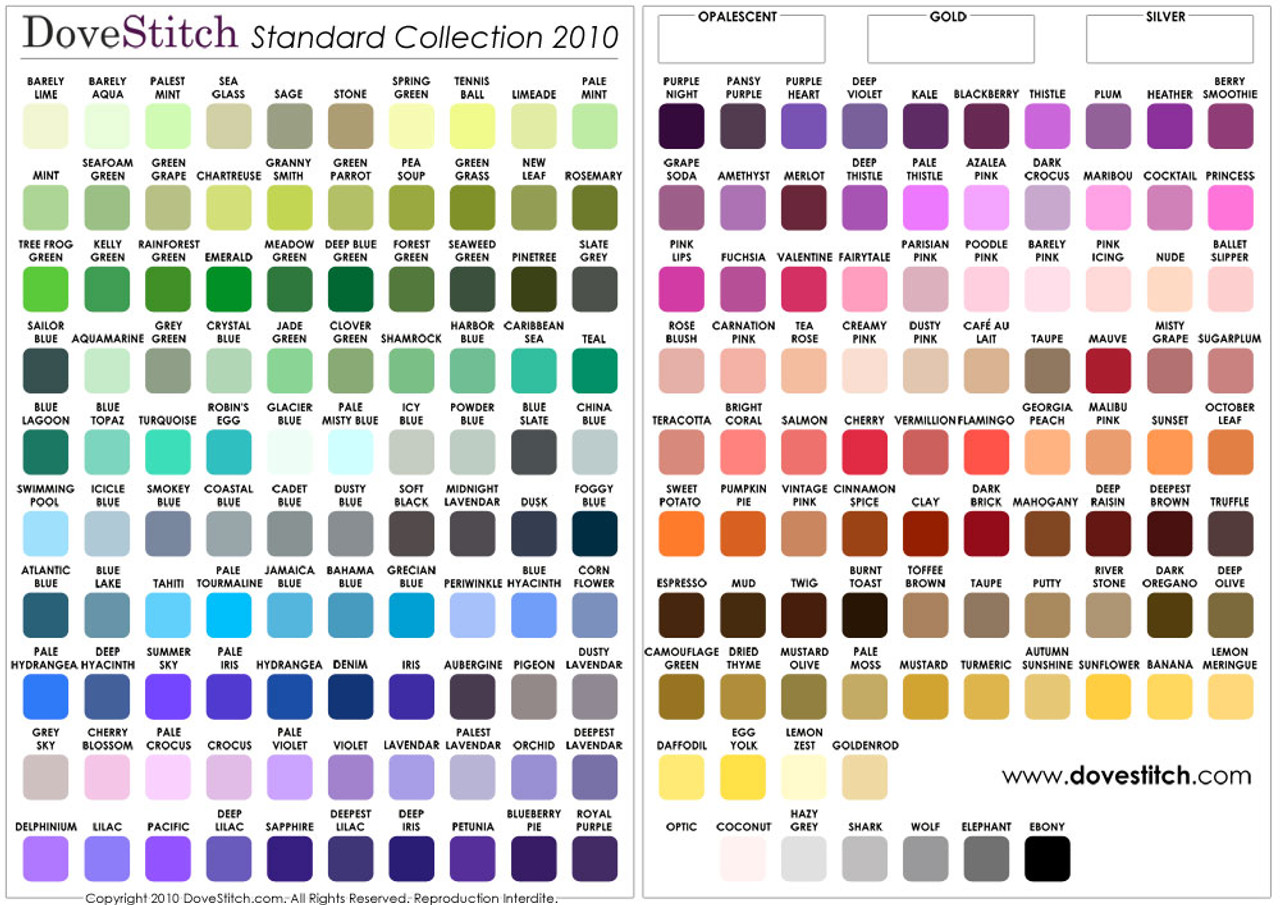 DoveStitch Standard Collection 2010
BARELY LIME BARELY AQUA PALEST MINT SEA GLASS SAGE STONE SPRING GREEN TENNIS BALL LIMEADE PALE MINT
MINT SEAFOAM GREEN GREEN GRAPE CHARTREUSE GRANNY SMITH GREEN PARROT PEA SOUP GREEN GRASS NEW LEAF ROSEMARY
TREE FROG GREEN KELLY GREEN RAINFOREST GREEN EMERALD MEADOW GREEN DEEP BLUE GREEN FOREST GREEN SEAWEED GREEN PINETREE SLATE GREY
SAILOR BLUE AQUAMARINE GREY GREEN CRYSTAL BLUE JADE GREEN CLOVER GREEN SHAMROCK HARBOR BLUE CARIBBEAN SEA TEAL
BLUE LAGOON BLUE TOPAZ TURQUOISE ROBIN'S EGG GLACIER BLUE PALE MISTY BLUE ICY BLUE POWDER BLUE BLUE SLATE CHINA BLUE
SWIMMING POOL ICICLE BLUE SMOKEY BLUE COASTAL BLUE CADET BLUE DUSTY BLUE SOFT BLACK MIDNIGHT LAVENDAR DUSK FOGGY BLUE
ATLANTIC BLUE BLUE LAKE TAHITI PALE TOURMALINE JAMAICA BLUE BAHAMA BLUE GRECIAN BLUE PERIWINKLE BLUE HYACINTH CORN FLOWER
PALE HYDRANGEA DEEP HYACINTH SUMMER SKY PALE IRIS HYDRANGEA DENIM IRIS AUBERGINE PIGEON DUSTY LAVENDAR
GREY SKY CHERRY BLOSSOM PALE CROCUS CROCUS PALE VIOLET VIOLET LAVENDAR PALEST LAVENDAR ORCHID DEEPEST LAVENDAR
DELPHINIUM LILAC PACIFIC DEEP LILAC SAPPHIRE DEEPEST LILAC DEEP IRIS PETUNIA BLUEBERRY PIE ROYAL PURPLE
Copyright 2010 DoveStitch.com. All Rights Reserved. Reproduction Interdite.
OPALESCENT GOLD SILVER
PURPLE NIGHT PANSY PURPLE PURPLE HEART DEEP VIOLET KALE BLACKBERRY THISTLE PLUM HEATHER BERRY SMOOTHIE
GRAPE SODA AMETHYST MERLOT DEEP THISTLE PALE THISTLE AZALEA PINK DARK CROCUS MARIBOU COCKTAIL PRINCESS
PINK LIPS FUCHSIA VALENTINE FAIRYTALE PARISIAN PINK POODLE PINK BARELY PINK PINK ICING NUDE BALLET SLIPPER
ROSE BLUSH CARNATION PINK TEA ROSE CREAMY PINK DUSTY PINK CAFÉ AU LAIT TAUPE MAUVE MISTY GRAPE SUGARPLUM
TERACOTTA BRIGHT CORAL SALMON CHERRY VERMILLION FLAMINGO GEORGIA PEACH MALIBU PINK SUNSET OCTOBER LEAF
SWEET POTATO PUMPKIN PIE VINTAGE PINK CINNAMON SPICE CLAY DARK BRICK MAHOGANY DEEP RAISIN DEEPEST BROWN TRUFFLE
ESPRESSO MUD TWIG BURNT TOAST TOFFEE BROWN TAUPE PUTTY RIVER STONE DARK OREGANO DEEP OLIVE
CAMOUFLAGE GREEN DRIED THYME MUSTARD OLIVE PALE MOSS MUSTARD TURMERIC AUTUMN SUNSHINE SUNFLOWER BANANA LEMON MERINGUE
DAFFODIL EGG YOLK LEMON ZEST GOLDENROD
www.dovestitch.com
OPTIC COCONUT HAZY GREY SHARK WOLF ELEPHANT EBONY